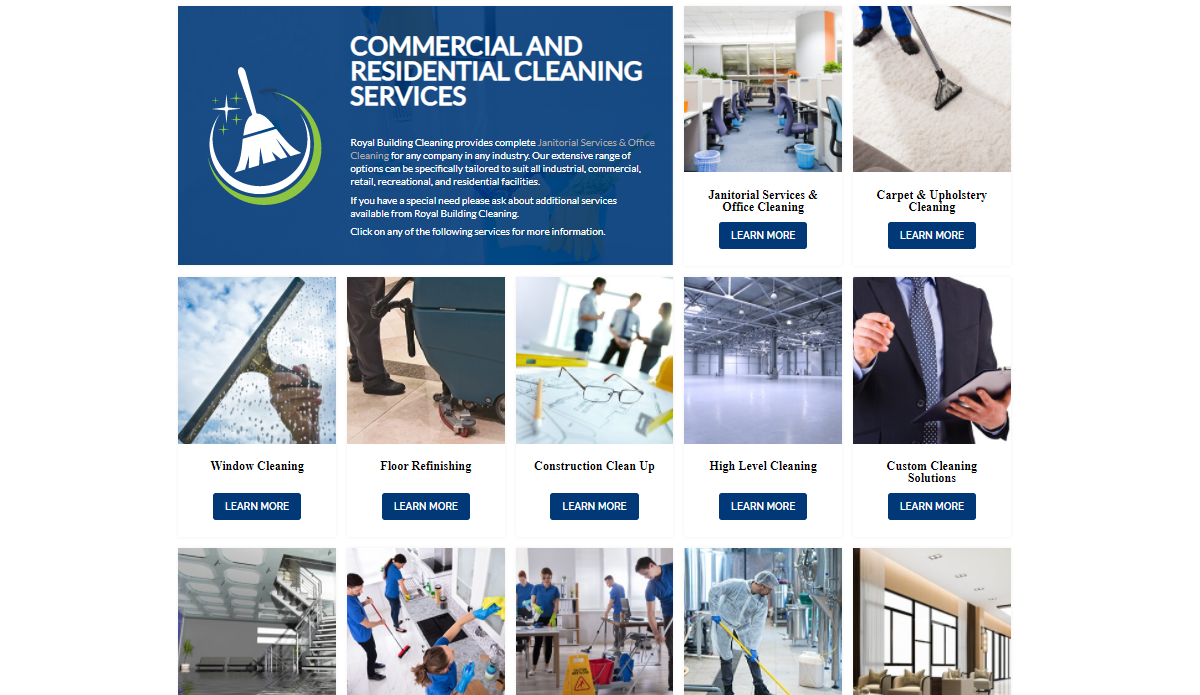 COMMERCIAL AND
RESIDENTIAL CLEANING
SERVICES
Royal Building Cleaning provides complete Janitorial Services & Office
Cleaning for any company in any industry. Our extensive range of
options can be specifically tailored to suit all industrial, commercial,
retail, recreational, and residential facilities.
If you have a special need please ask about additional services
available from Royal Building Cleaning.
Click on any of the following services for more information.
Janitorial Services &
Office Cleaning
LEARN MORE
Carpet & Upholstery
Cleaning
LEARN MORE
Window Cleaning
LEARN MORE
Floor Refinishing
LEARN MORE
Construction Clean Up
LEARN MORE
High Level Cleaning
LEARN MORE
Custom Cleaning
Solutions
LEARN MORE